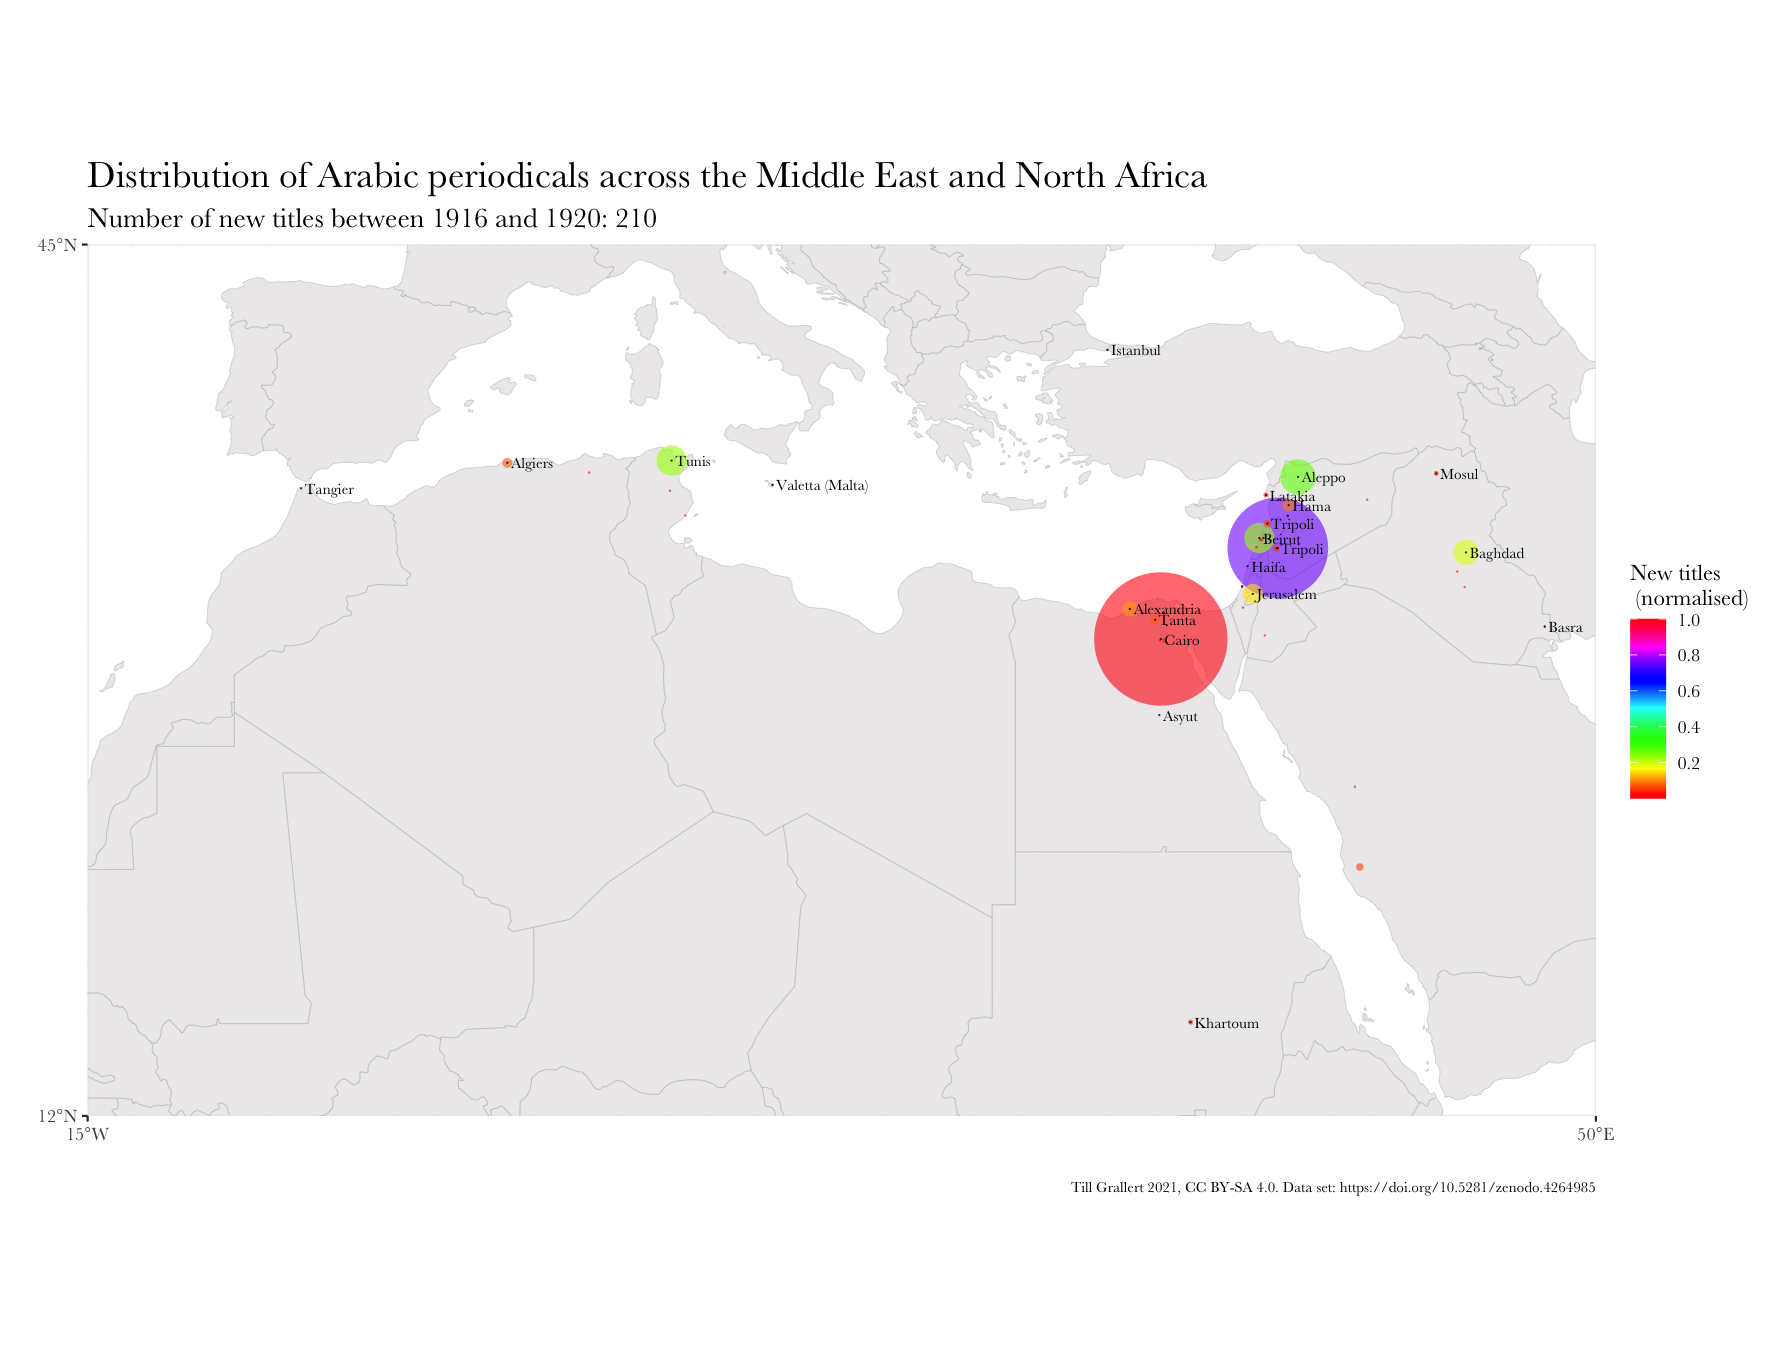 Distribution of Arabic periodicals across the Middle East and North Africa
Number of new titles between 1916 and 1920: 210
45°N
Istanbul
Algiers
Tunis
Tangier
Valetta (Malta)
Aleppo
Mosul
Latakia
Hama
Tripoli
Beirut
Tripoli
Baghdad
Haifa
Jerusalem
Alexandria
Tanta
Cairo
Basra
Asyut
Khartoum
New titles
(normalised)
1.0
0.8
0.6
0.4
0.2
12°N
15°W
50°E
Till Grallert 2021, CC BY-SA 4.0. Data set: https://doi.org/10.5281/zenodo.4264985